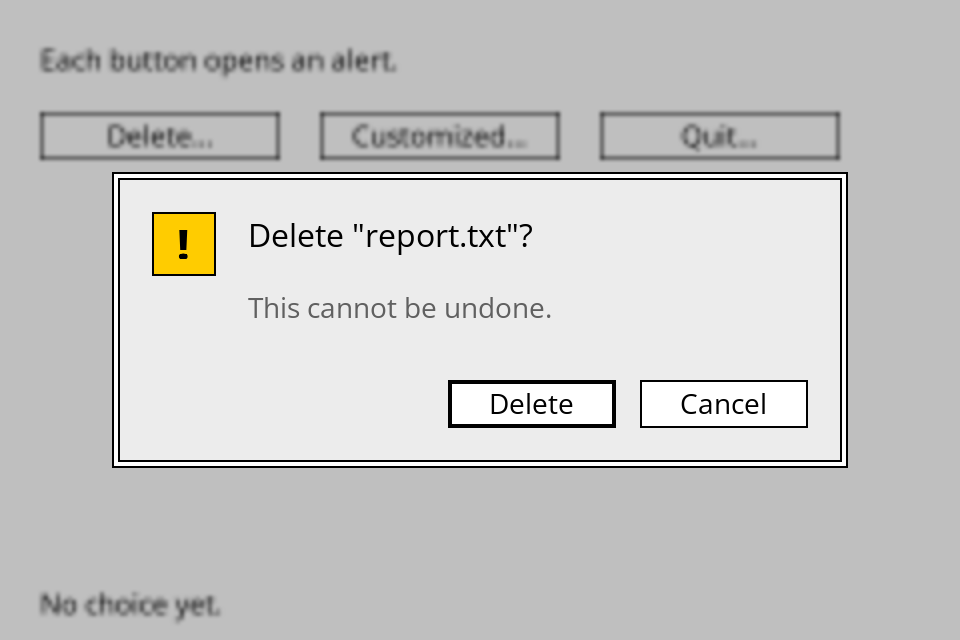 Each button opens an alert.
Delete...
Customized...
Quit...
!
Delete "report.txt"?
This cannot be undone.
Delete
Cancel
No choice yet.